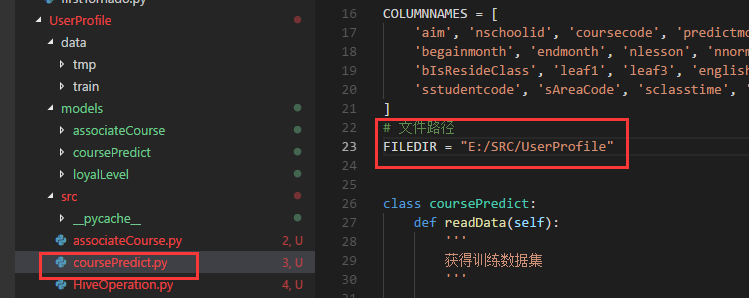 firstTornado.py
UserProfile
data
tmp
train
models
associateCourse
coursePredict
loyalLevel
src
__pycache__
associateCourse.py 2, U
coursePredict.py 3, U
HiveOperation.py 4, U
16 COLUMNNAMES = [
17 'aim', 'nschoolid', 'coursecode', 'predictmo
18 'begainmonth', 'endmonth', 'nlesson', 'nnorm
19 'bIsResideClass', 'leaf1', 'leaf3', 'english
20 'sstudentcode', 'sAreaCode', 'sclasstime', '
21 ]
22 # 文件路径
23 FILEDIR = "E:/SRC/UserProfile"
24
25
26 class coursePredict:
27 def readData(self):
28 '''
29 获得训练数据集
30 '''